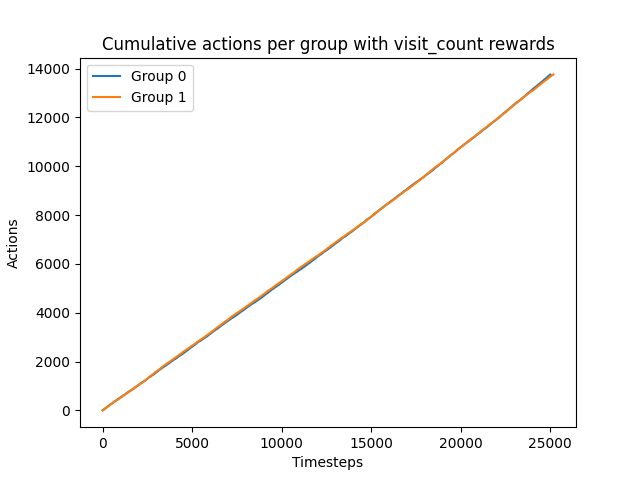 Cumulative actions per group with visit_count rewards
Group 0
Group 1
14000
12000
10000
8000
6000
4000
2000
0
Actions
0 5000 10000 15000 20000 25000
Timesteps